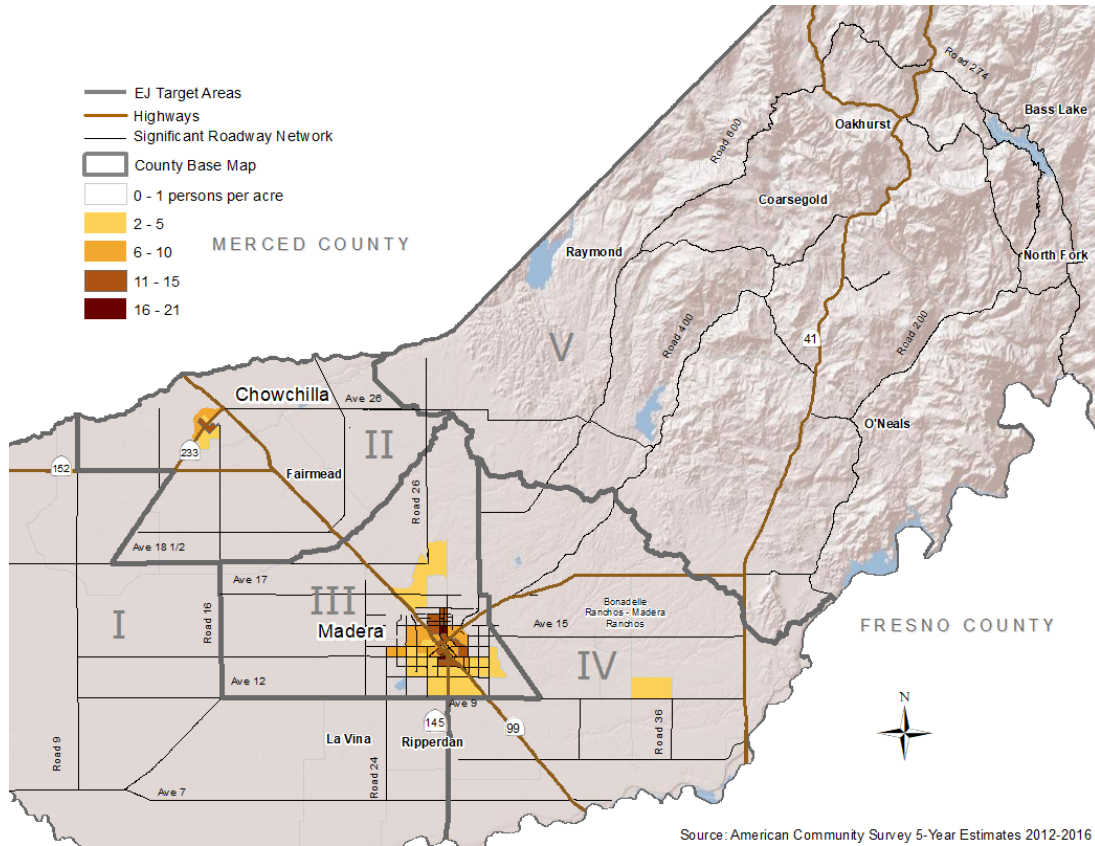 EJ Target Areas
Highways
Significant Roadway Network
County Base Map
0 - 1 persons per acre
2 - 5
6 - 10
11 - 15
16 - 21
MERCED COUNTY
Road 274
Bass Lake
Oakhurst
Road 600
Coarsegold
Raymond
North Fork
Road 400
Road 200
41
V
Chowchilla
Ave 26
O'Neals
II
233
152
Fairmead
Road 26
Ave 18 1/2
Ave 17
III
I
Road 16
Bonadelle
Ranchos - Madera
Ranchos
Ave 15
Madera
FRESNO COUNTY
IV
Ave 12
N
Ave 9
145
99
Road 36
La Vina
Ripperdan
Road 9
Road 24
Ave 7
Source: American Community Survey 5-Year Estimates 2012-2016